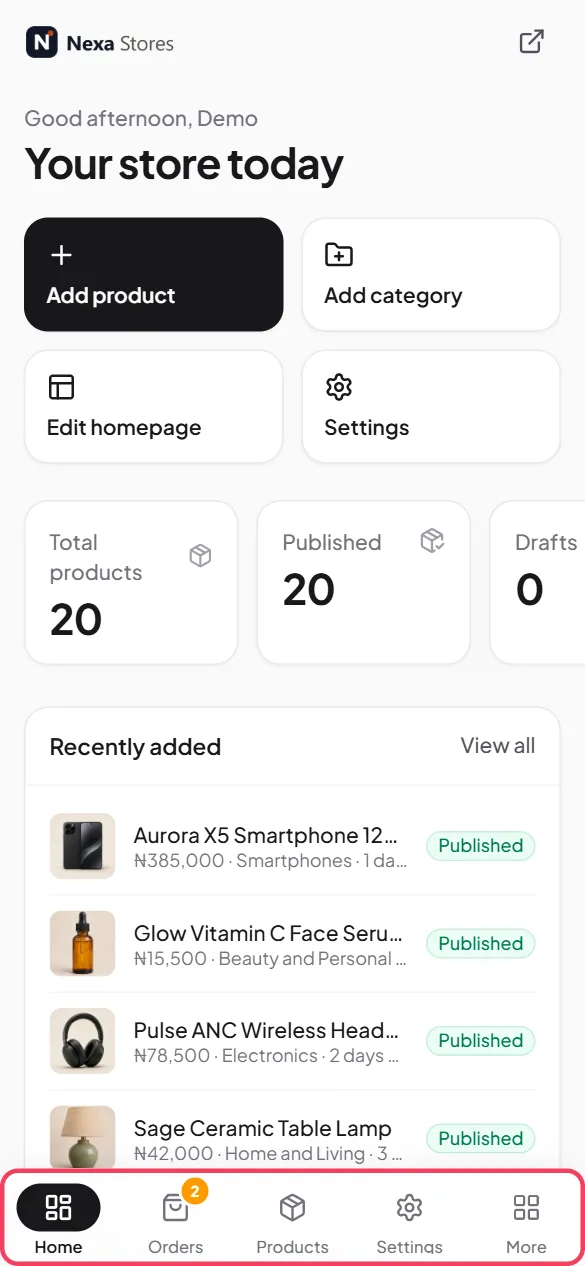 N Nexa Stores
Good afternoon, Demo
Your store today
Add product
Add category
Edit homepage
Settings
Total products
20
Published
20
Drafts
0
Recently added
View all
Aurora X5 Smartphone 12...
₦385,000 · Smartphones · 1 da...
Published
Glow Vitamin C Face Seru...
₦15,500 · Beauty and Personal ...
Published
Pulse ANC Wireless Head...
₦78,500 · Electronics · 2 days ...
Published
Sage Ceramic Table Lamp
₦42,000 · Home and Living · 3 ...
Published
2
Home
Orders
Products
Settings
More